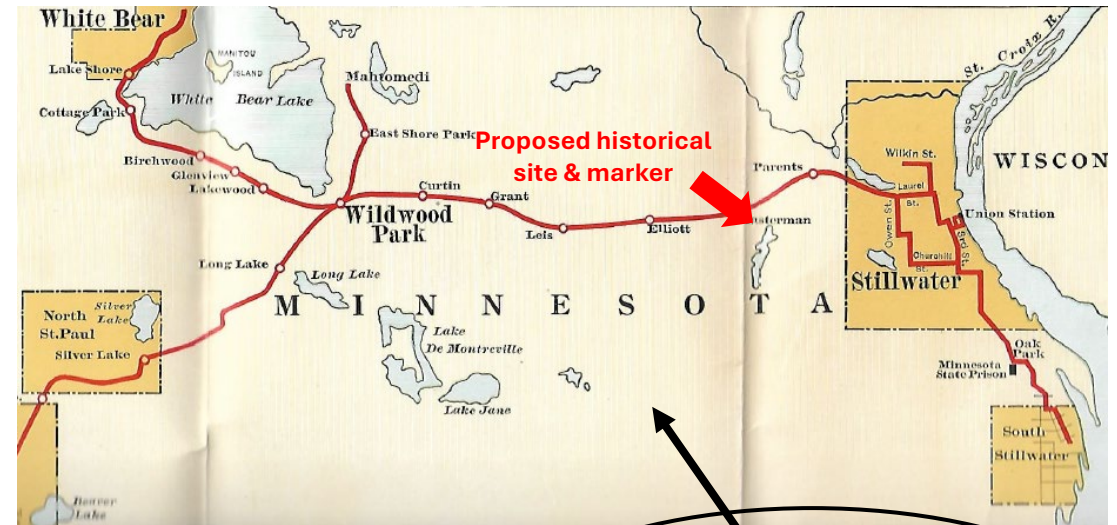 White Bear
MANITOU
ISLAND
Lake Shore
White Bear Lake
Mahtomedi
Cottage Park
East Shore Park
Birchwood
Glenview
Lakewood
Proposed historical
site & marker
Curtin
Grant
Wildwood
Park
Leis
Elliott
Parents
St. Croix R.
WISCON
Wilkin St.
Laurel
St.
Owen St.
Union Station
3rd St.
Churchill
St.
Stillwater
Long Lake
Long Lake
MINNESOTA
North
St. Paul
Silver
Lake
Silver Lake
Lake
De Montreville
Lake Jane
Oak
Park
Minnesota
State Prison
South
Stillwater
Beaver
Lake